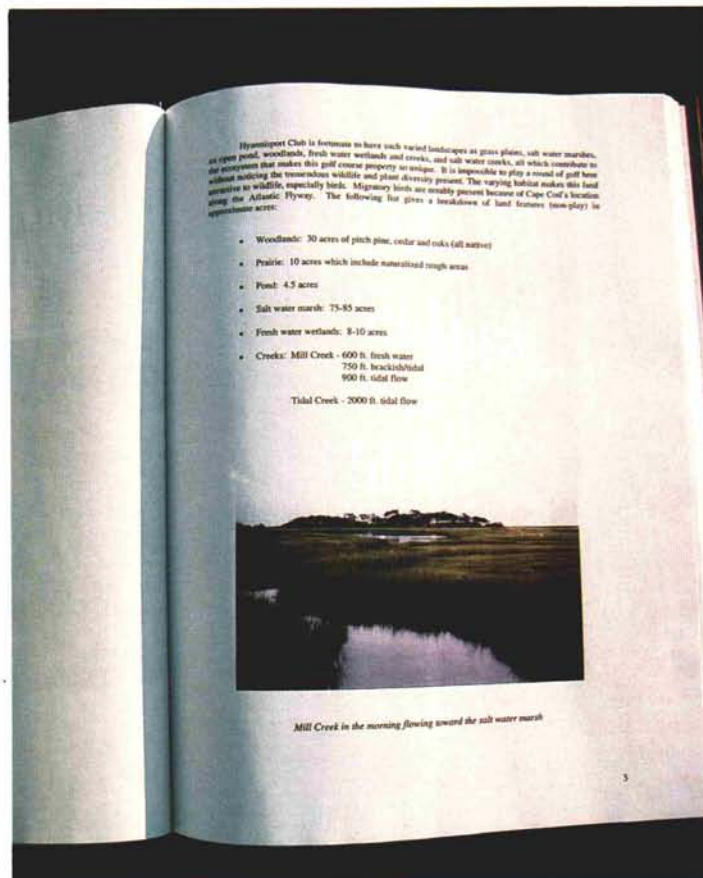 Hyannisport Club is fortunate to have such varied landscapes as grass plains, salt water marshes,
an open pond, woodlands, fresh water wetlands and creeks, and salt water creeks, all which contribute to
the ecosystem that makes this golf course property so unique. It is impossible to play a round of golf here
without noticing the tremendous wildlife and plant diversity present. The varying habitat makes this land
attractive to wildlife, especially birds. Migratory birds are notably present because of Cape Cod's location
along the Atlantic Flyway. The following list gives a breakdown of land features (non-play) in
approximate acres:
• Woodlands: 30 acres of pitch pine, cedar and oaks (all native)
• Prairie: 10 acres which include naturalized rough areas
• Pond: 4.5 acres
• Salt water marsh: 75-85 acres
• Fresh water wetlands: 8-10 acres
• Creeks: Mill Creek - 600 ft. fresh water
750 ft. brackish/tidal
900 ft. tidal flow
Tidal Creek - 2000 ft. tidal flow
Mill Creek in the morning flowing toward the salt water marsh